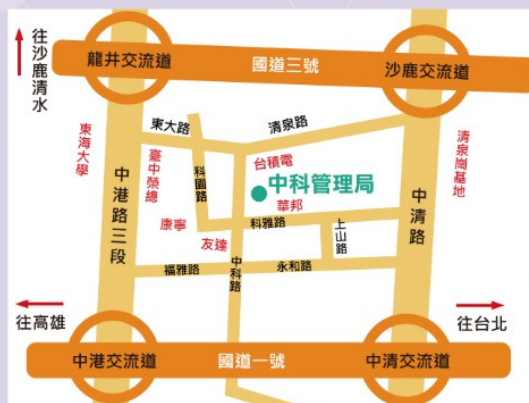 往沙鹿清水
龍井交流道
國道三號
沙鹿交流道
東大路
清泉路
東海大學
中港路三段
臺中榮總
科園路
台積電
中科管理局
華邦
清泉崗基地
中清路
康寧
友達
科雅路
上山路
福雅路
中科路
永和路
往高雄
往台北
中港交流道
國道一號
中清交流道